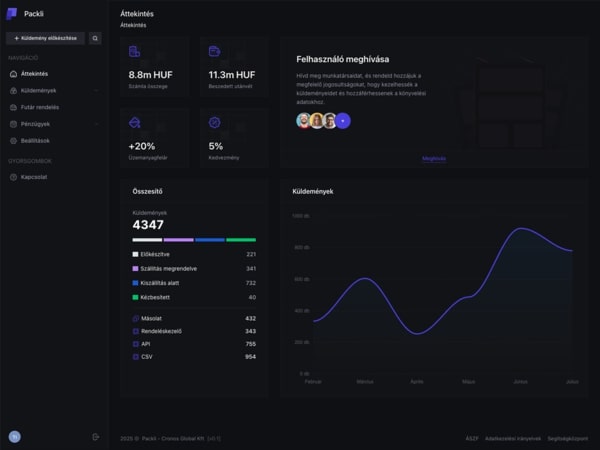 Packli
+ Küldemény előkészítése
NAVIGÁCIÓ
Áttekintés
Küldemények
Futár rendelés
Pénzügyek
Beállítások
GYORSGOMBOK
Kapcsolat
Áttekintés
Áttekintés
8.8m HUF
Számla összege
11.3m HUF
Beszedett utánvét
+20%
Üzemanyagfelár
5%
Kedvezmény
Felhasználó meghívása
Hívd meg munkatársaidat, és rendeld hozzájuk a
megfelelő jogosultságokat, hogy kezelhessék a
küldeményeidet és hozzáférhessenek a könyvelési
adataikhoz.
+
Meghívás
Összesítő
Küldemények
4347
Előkészítve 221
Szállítás megrendelve 341
Kiszállítás alatt 732
Kézbesített 40
Másolat 432
Rendeléskezelő 343
API 755
CSV 954
Küldemények
1000 db
800 db
600 db
400 db
200 db
0 db
Február Március Április Május Június Július
2020 © Packli - Cronos Global Kft. [v0.1]
ÁSZF Adatkezelési irányelvek Segítségközpont